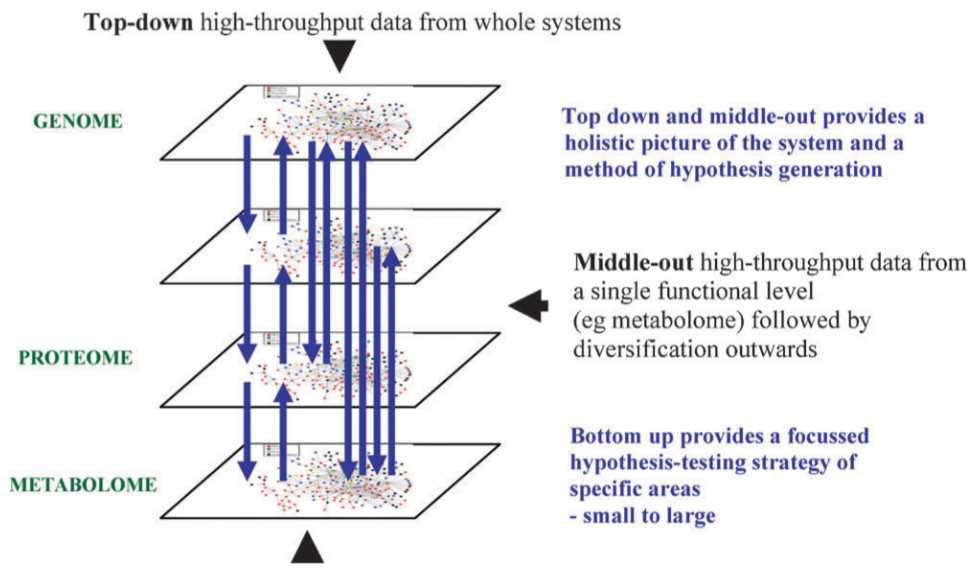 Top-down high-throughput data from whole systems
GENOME
Top down and middle-out provides a
holistic picture of the system and a
method of hypothesis generation
Middle-out high-throughput data from
a single functional level
(eg metabolome) followed by
diversification outwards
PROTEOME
Bottom up provides a focussed
hypothesis-testing strategy of
specific areas
- small to large
METABOLOME